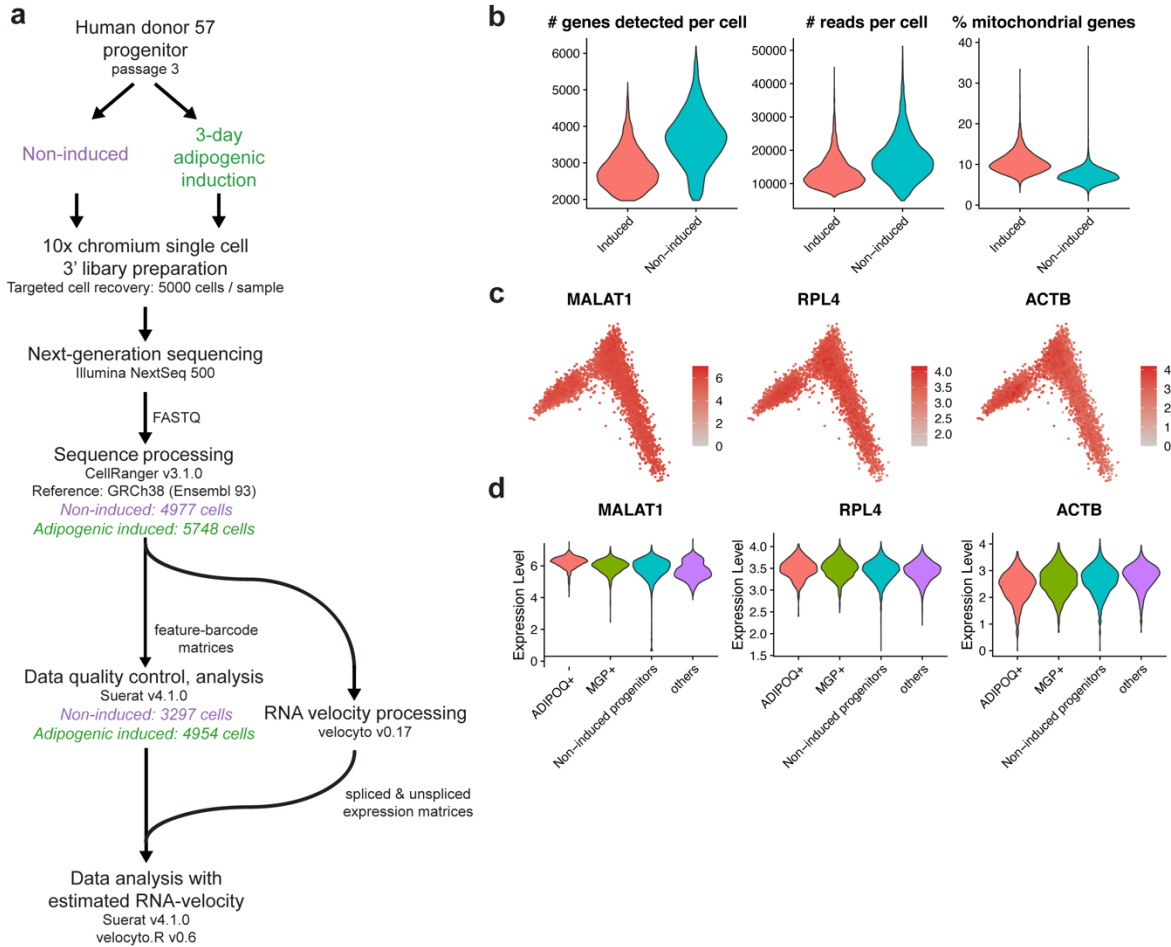 a
Human donor 57
progenitor
passage 3
Non-induced
3-day
adipogenic
induction
10x chromium single cell
3' libary preparation
Targeted cell recovery: 5000 cells / sample
Next-generation sequencing
Illumina NextSeq 500
FASTQ
Sequence processing
CellRanger v3.1.0
Reference: GRCh38 (Ensembl 93)
Non-induced: 4977 cells
Adipogenic induced: 5748 cells
feature-barcode
matrices
Data quality control, analysis
Suerat v4.1.0
Non-induced: 3297 cells
Adipogenic induced: 4954 cells
RNA velocity processing
velocyto v0.17
spliced & unspliced
expression matrices
Data analysis with
estimated RNA-velocity
Suerat v4.1.0
velocyto.R v0.6
b
# genes detected per cell
6000
5000
4000
3000
2000
Induced
Non-induced
# reads per cell
50000
40000
30000
20000
10000
Induced
Non-induced
% mitochondrial genes
40
30
20
10
0
Induced
Non-induced
c
MALAT1
6
4
2
0
RPL4
4.0
3.5
3.0
2.5
2.0
ACTB
4
3
2
1
0
d
MALAT1
Expression Level
6
4
2
0
ADIPOQ+
MGP+
Non-induced progenitors
others
RPL4
Expression Level
4.0
3.5
3.0
2.5
2.0
1.5
ADIPOQ+
MGP+
Non-induced progenitors
others
ACTB
Expression Level
4
3
2
1
0
ADIPOQ+
MGP+
Non-induced progenitors
others